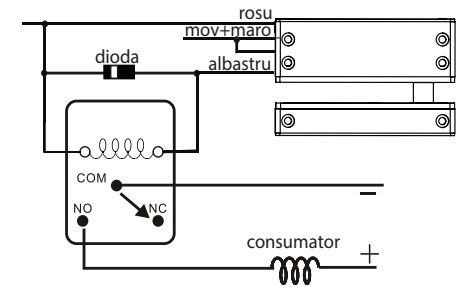 rosu
mov+maro
dioda
albastru
COM
NO
NC
−
consumator
+